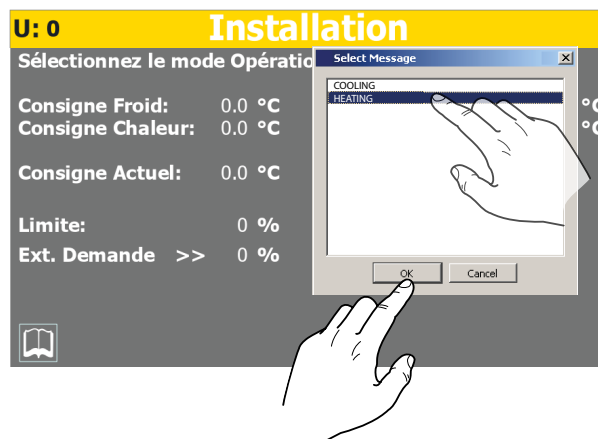 U: 0 Installation
Sélectionnez le mode Opératio
Select Message
COOLING
HEATING
Consigne Froid: 0.0 °C
Consigne Chaleur: 0.0 °C
Consigne Actuel: 0.0 °C
Limite: 0 %
Ext. Demande >> 0 %
OK Cancel